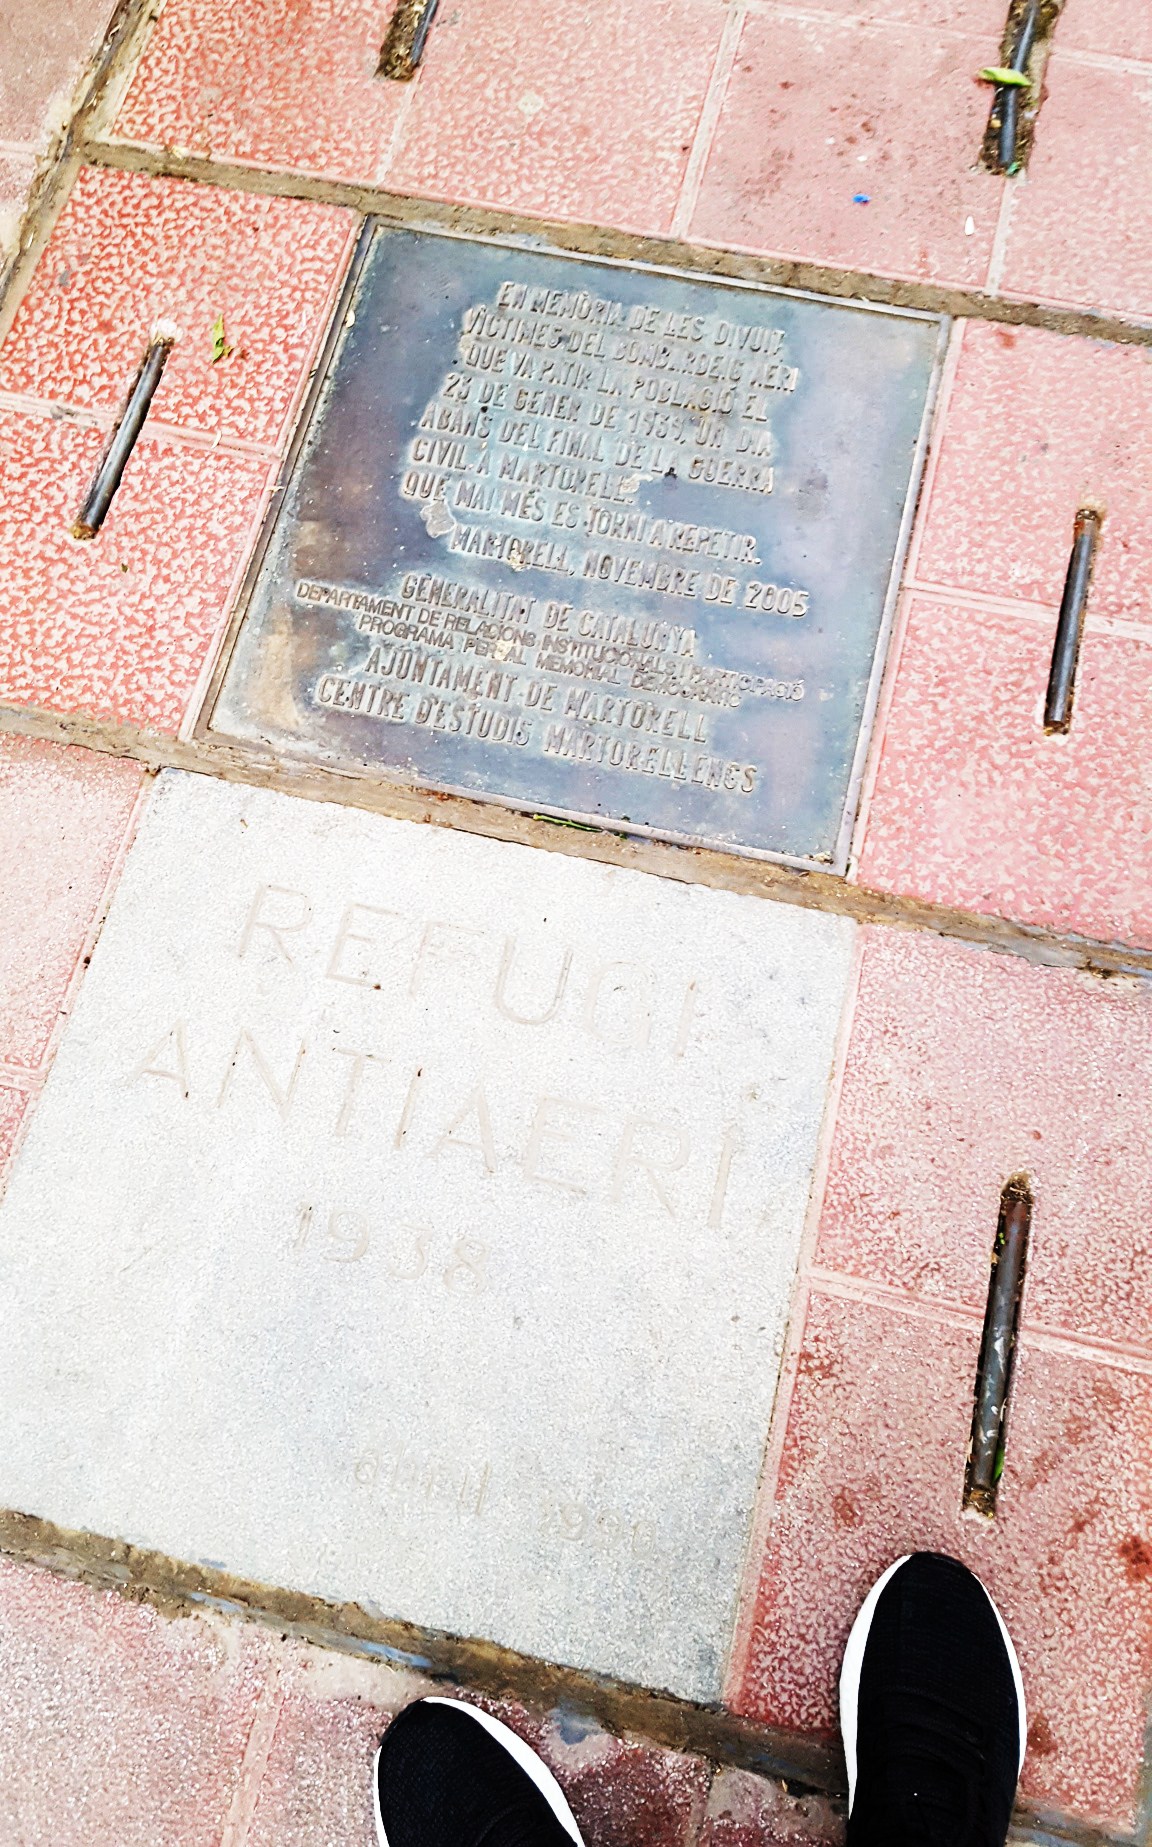 EN MEMÒRIA DE LES DIVUIT
VÍCTIMES DEL BOMBARDEIG AERI
QUE VA PATIR LA POBLACIÓ EL
23 DE GENER DE 1939, UN DIA
ABANS DEL FINAL DE LA GUERRA
CIVIL A MARTORELL.
QUE MAI MÉS ES TORNI A REPETIR.
MARTORELL, NOVEMBRE DE 2005
GENERALITAT DE CATALUNYA
DEPARTAMENT DE RELACIONS INSTITUCIONALS I PARTICIPACIÓ
PROGRAMA PER AL MEMORIAL DEMOCRÀTIC
AJUNTAMENT DE MARTORELL
CENTRE D'ESTUDIS MARTORELLENCS
REFUGI
ANTIAERI
1938
abril